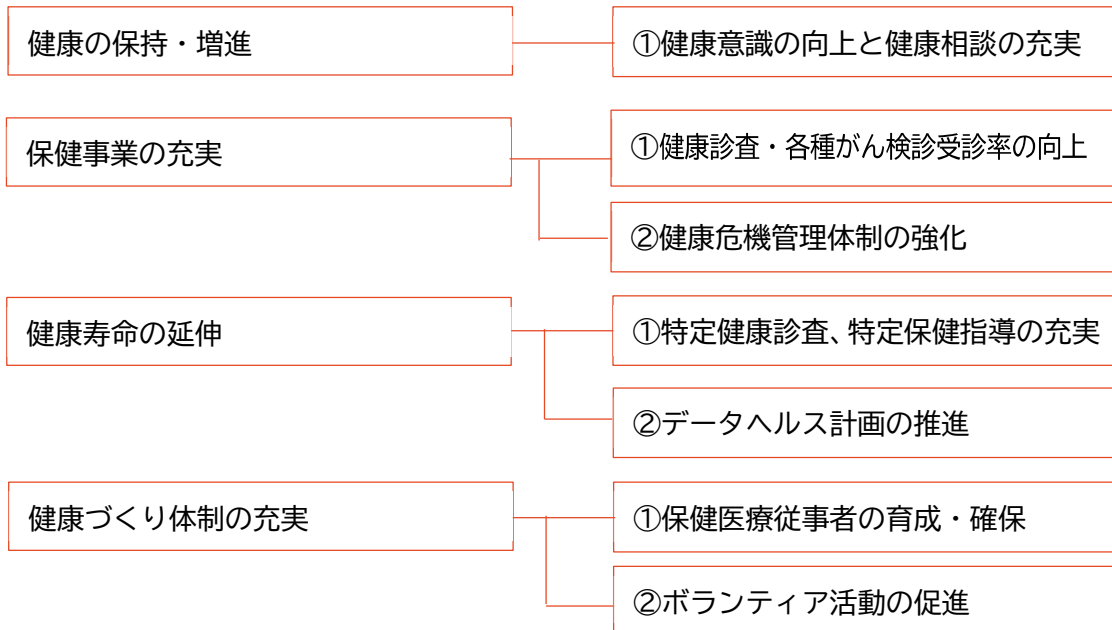 健康の保持・増進
①健康意識の向上と健康相談の充実
保健事業の充実
①健康診査・各種がん検診受診率の向上
②健康危機管理体制の強化
健康寿命の延伸
①特定健康診査、特定保健指導の充実
②データヘルス計画の推進
健康づくり体制の充実
①保健医療従事者の育成・確保
②ボランティア活動の促進